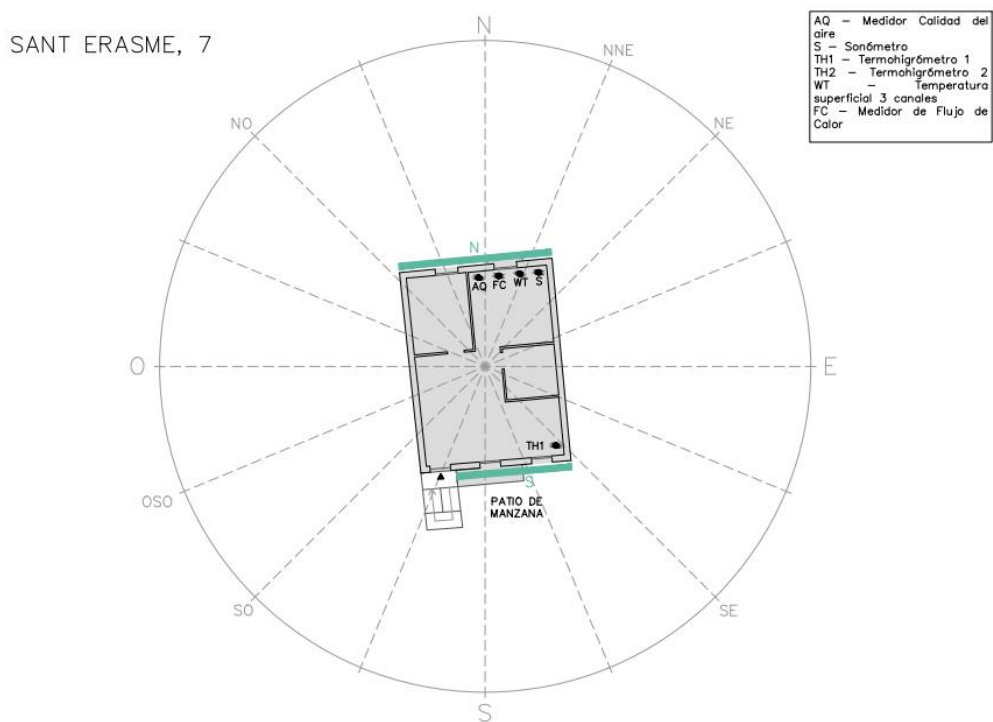 SANT ERASME, 7
AQ – Medidor Calidad del
aire
S – Sonómetro
TH1 – Termohigrómetro 1
TH2 – Termohigrómetro 2
WT – Temperatura
superficial 3 canales
FC – Medidor de Flujo de
Calor
N
NNE
NO
NE
N
AQ FC WT S
O
E
TH1
S
OSO
PATIO DE
MANZANA
SO
SE
S